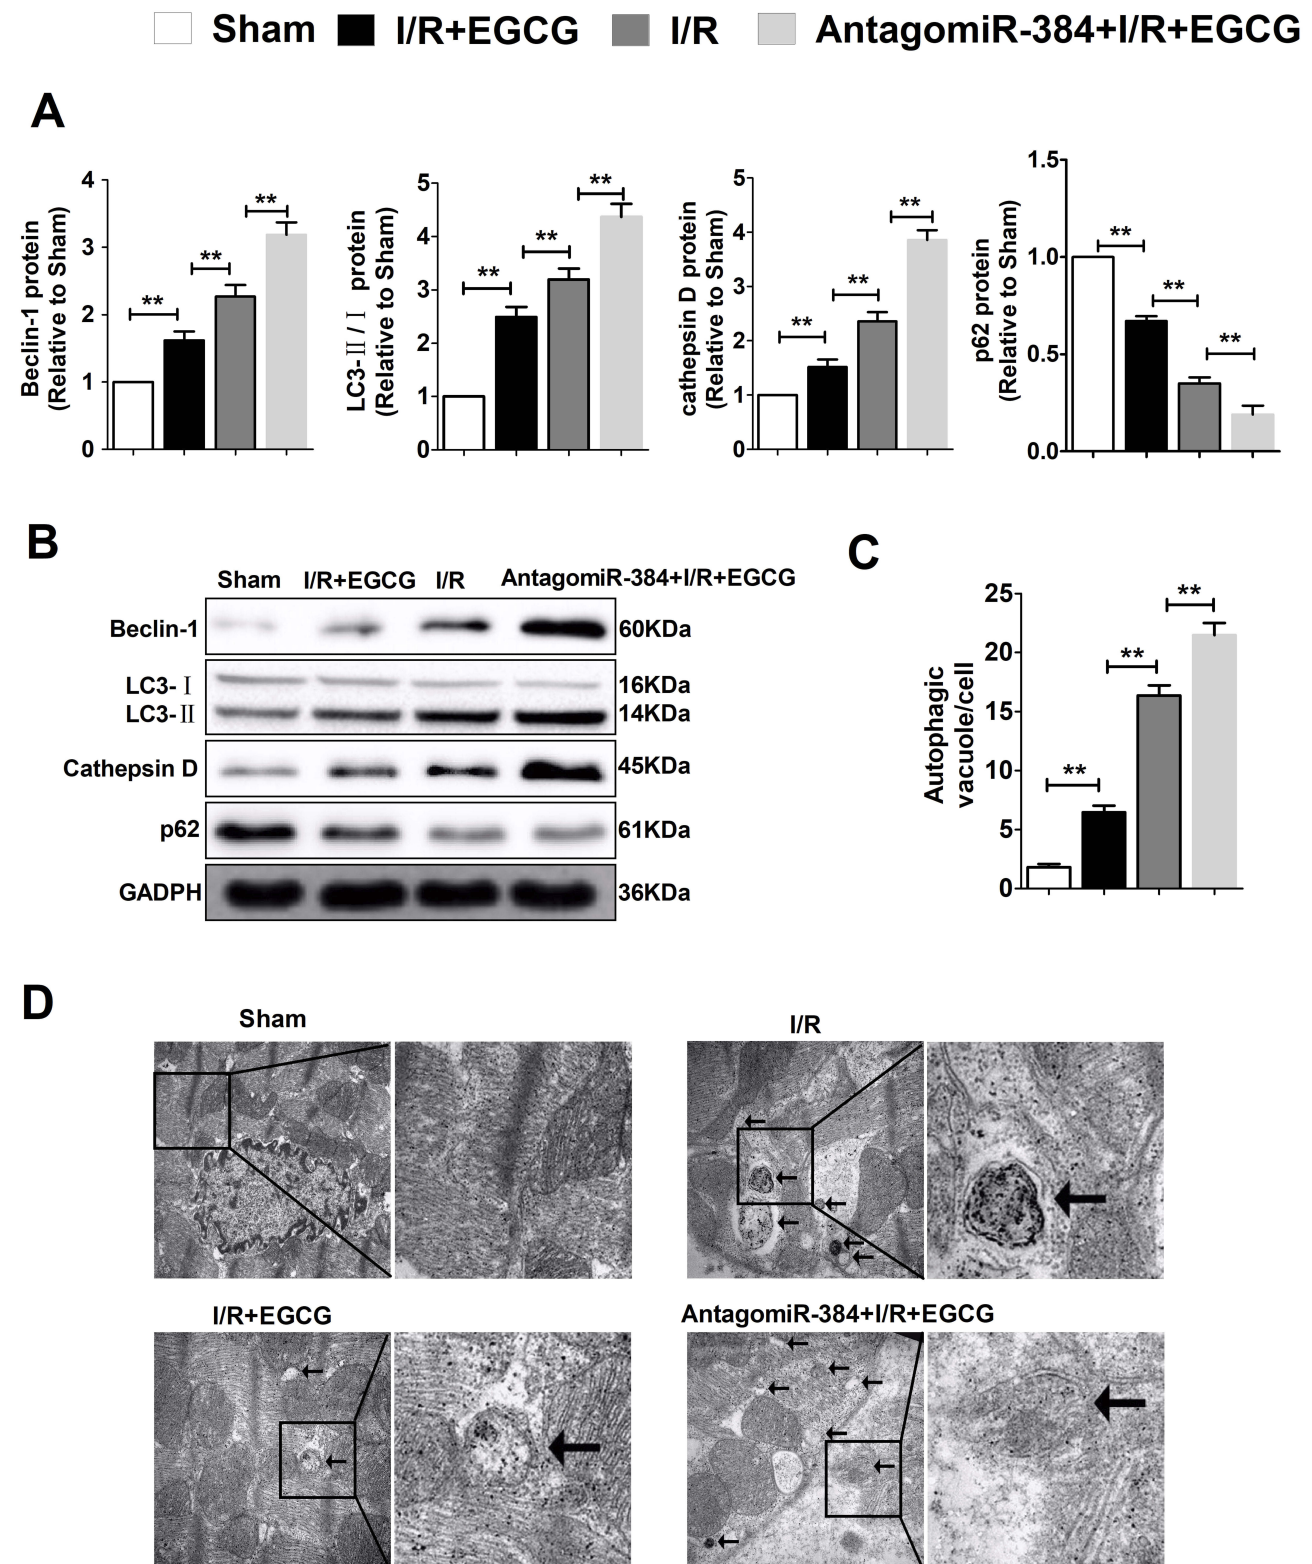 Sham I/R+EGCG I/R AntagomiR-384+I/R+EGCG
A
Beclin-1 protein
(Relative to Sham)
4
3
2
1
0
**
**
**
LC3-Ⅱ/Ⅰ protein
(Relative to Sham)
5
4
3
2
1
0
**
**
**
cathepsin D protein
(Relative to Sham)
5
4
3
2
1
0
**
**
**
p62 protein
(Relative to Sham)
1.5
1.0
0.5
0.0
**
**
**
B
Sham I/R+EGCG I/R AntagomiR-384+I/R+EGCG
Beclin-1 60KDa
LC3-Ⅰ 16KDa
LC3-Ⅱ 14KDa
Cathepsin D 45KDa
p62 61KDa
GADPH 36KDa
C
Autophagic
vacuole/cell
25
20
15
10
5
0
**
**
**
D
Sham
I/R
I/R+EGCG
AntagomiR-384+I/R+EGCG